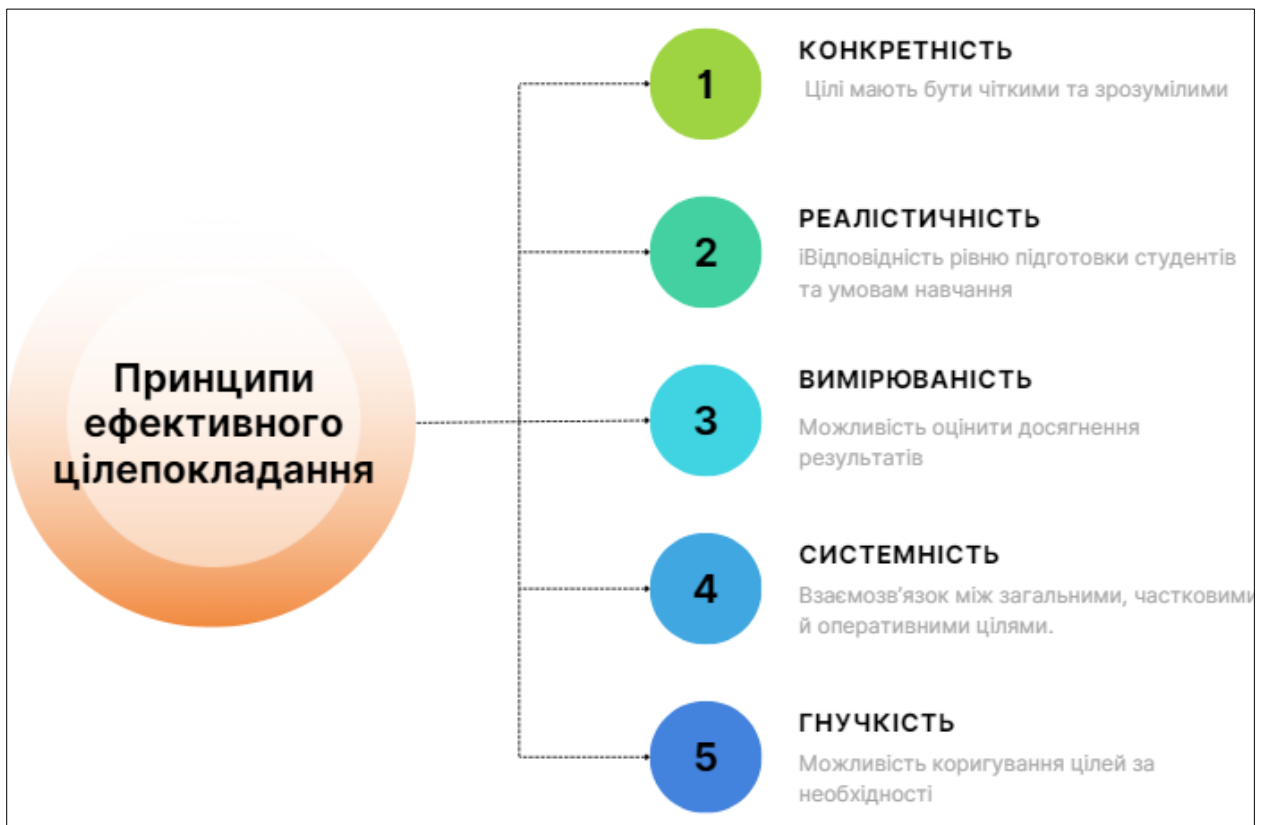 Принципи
ефективного
цілепокладання
1
КОНКРЕТНІСТЬ
Цілі мають бути чіткими та зрозумілими
2
РЕАЛІСТИЧНІСТЬ
іВідповідність рівню підготовки студентів
та умовам навчання
3
ВИМІРЮВАНІСТЬ
Можливість оцінити досягнення
результатів
4
СИСТЕМНІСТЬ
Взаємозв'язок між загальними, частковими
й оперативними цілями.
5
ГНУЧКІСТЬ
Можливість коригування цілей за
необхідності